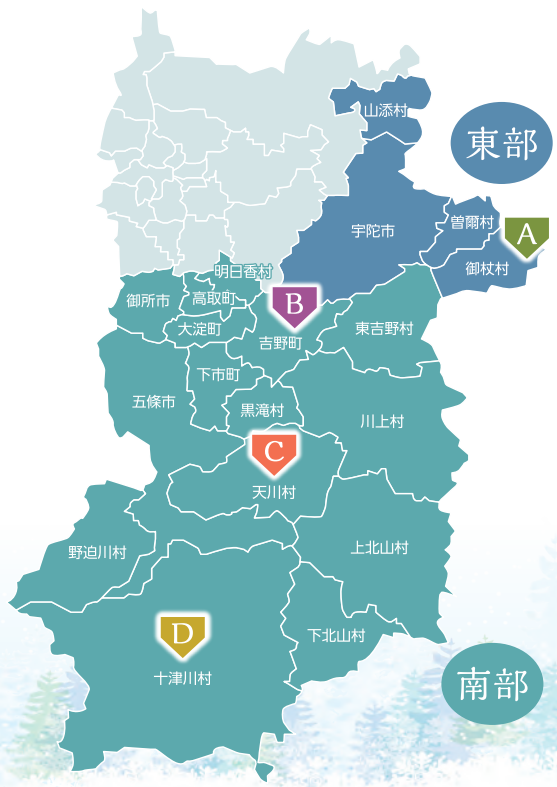 山添村
東部
宇陀市
曽爾村
A
御杖村
明日香村
御所市
高取町
B
大淀町
吉野町
東吉野村
下市町
五條市
黒滝村
川上村
C
天川村
野迫川村
上北山村
D
下北山村
十津川村
南部